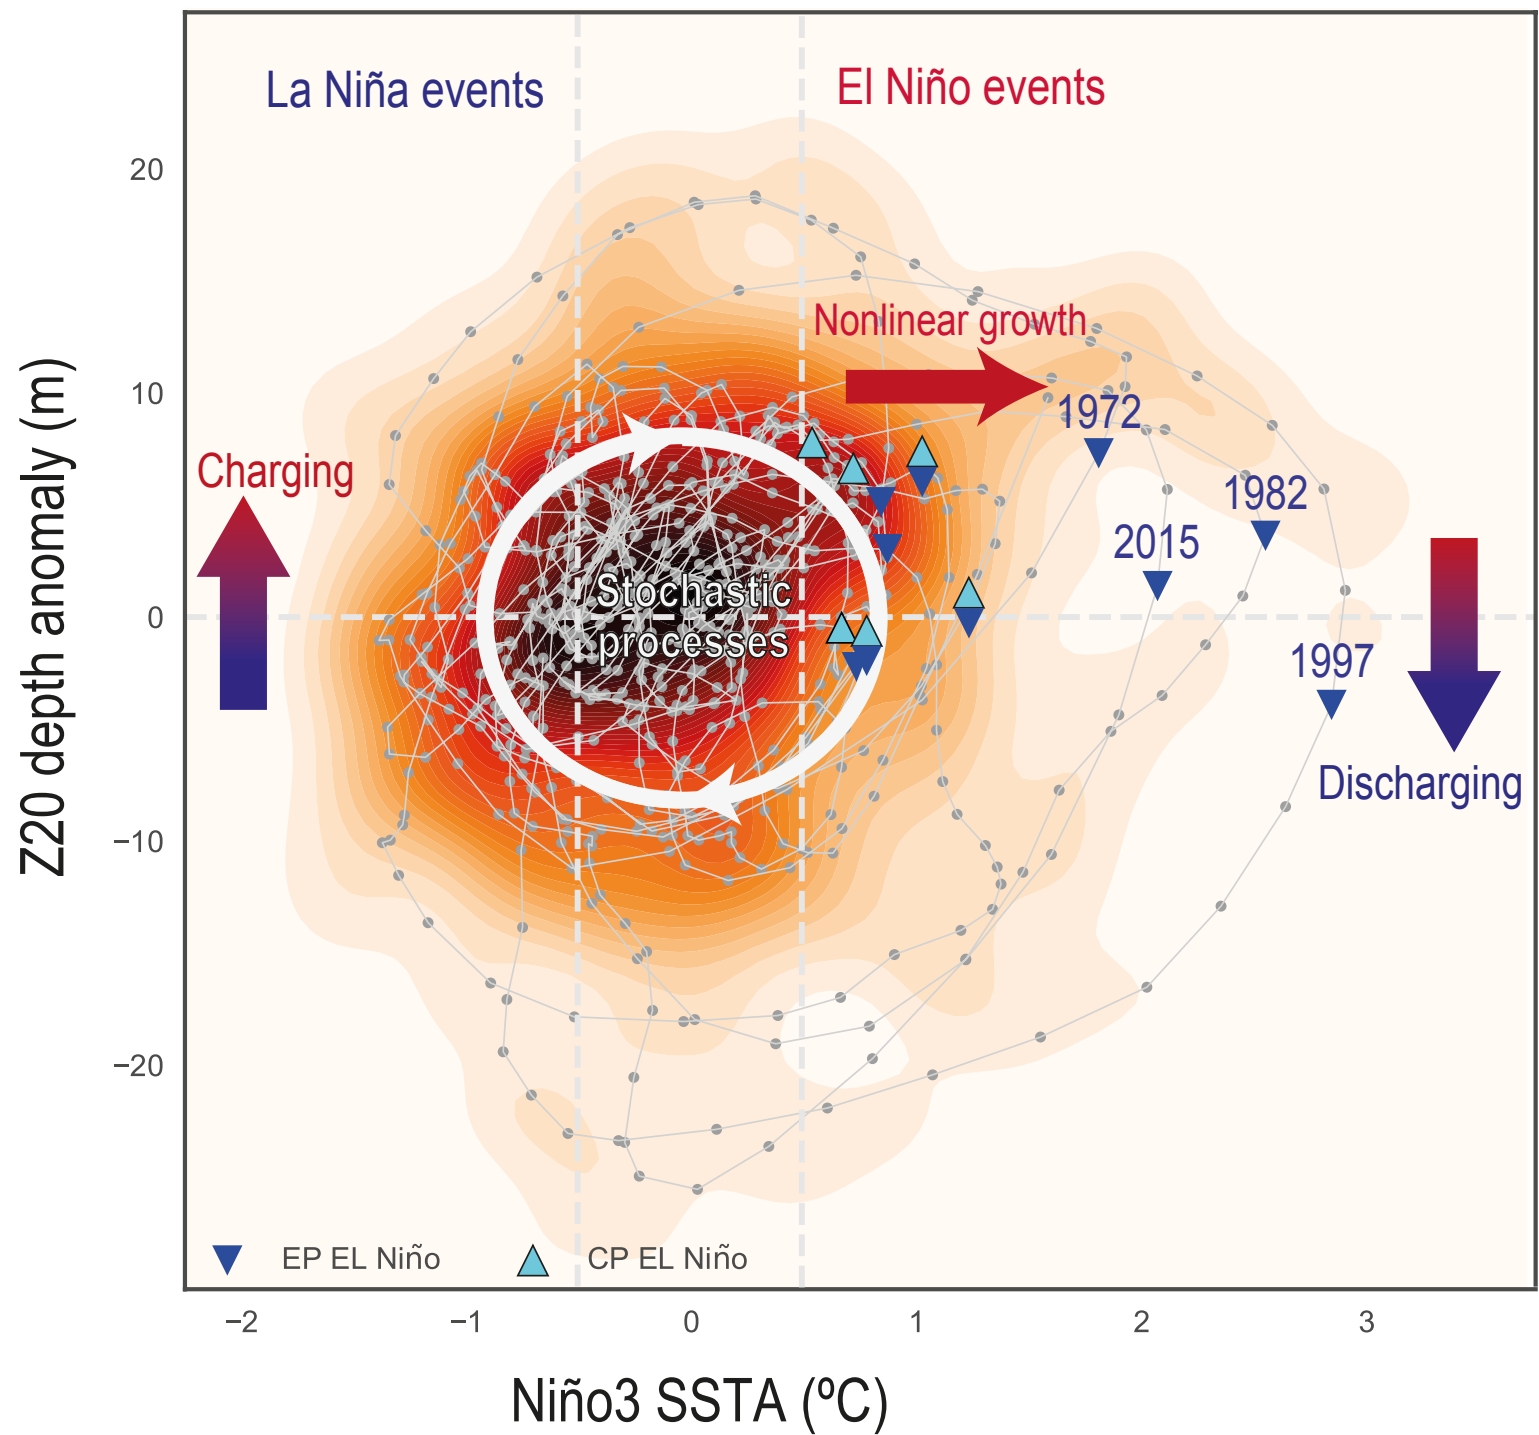 La Niña events
El Niño events
20
Nonlinear growth
10
1972
Charging
1982
2015
Stochastic
processes
0
1997
Discharging
−10
−20
EP EL Niño
CP EL Niño
−2
−1
0
1
2
3
Niño3 SSTA (ºC)
Z20 depth anomaly (m)